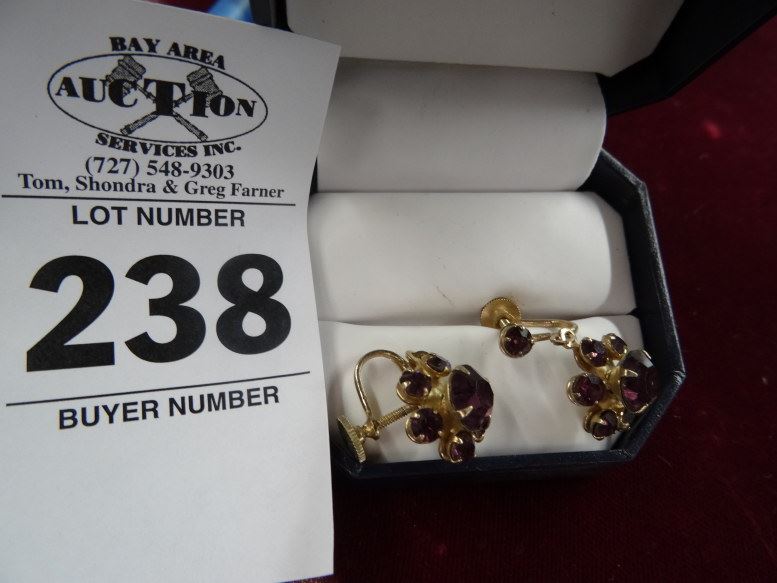 BAY AREA
AUCTION
SERVICES INC-
(727) 548-9303
Tom, Shondra & Greg Farner
LOT NUMBER
238
BUYER NUMBER